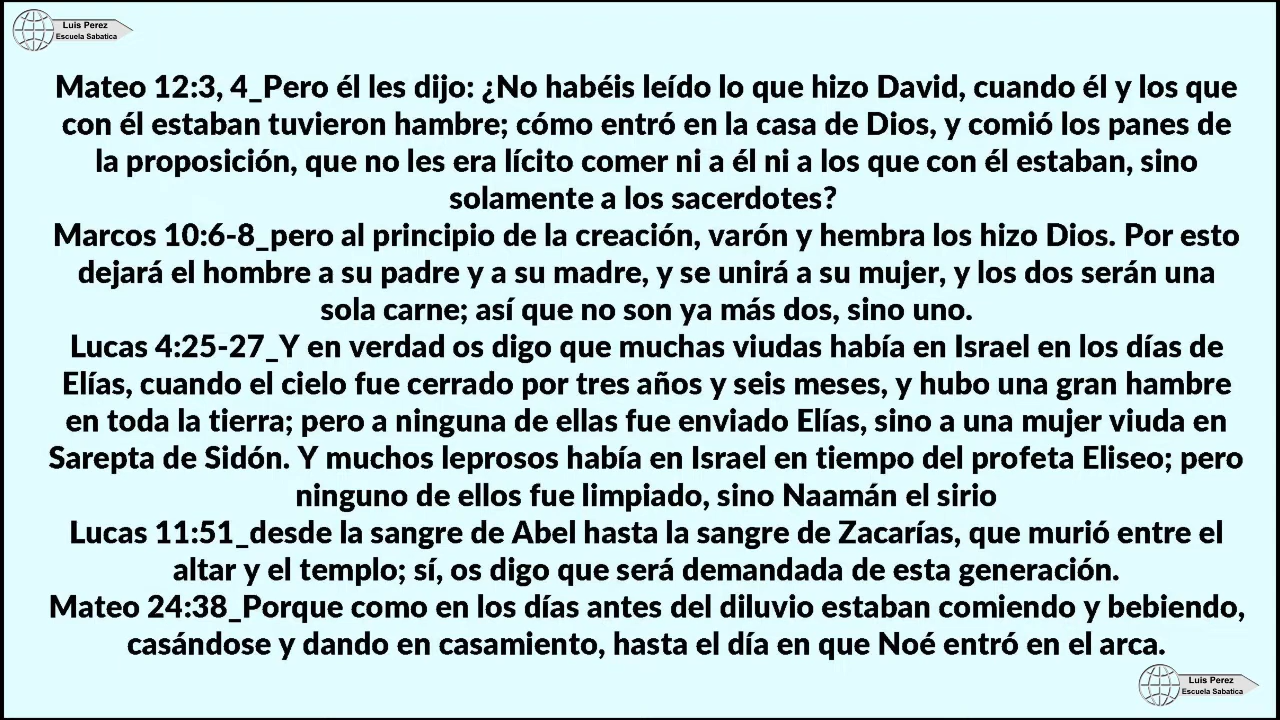 Luis Perez
Escuela Sabatica
Mateo 12:3, 4_Pero él les dijo: ¿No habéis leído lo que hizo David, cuando él y los que
con él estaban tuvieron hambre; cómo entró en la casa de Dios, y comió los panes de
la proposición, que no les era lícito comer ni a él ni a los que con él estaban, sino
solamente a los sacerdotes?
Marcos 10:6-8_pero al principio de la creación, varón y hembra los hizo Dios. Por esto
dejará el hombre a su padre y a su madre, y se unirá a su mujer, y los dos serán una
sola carne; así que no son ya más dos, sino uno.
Lucas 4:25-27_Y en verdad os digo que muchas viudas había en Israel en los días de
Elías, cuando el cielo fue cerrado por tres años y seis meses, y hubo una gran hambre
en toda la tierra; pero a ninguna de ellas fue enviado Elías, sino a una mujer viuda en
Sarepta de Sidón. Y muchos leprosos había en Israel en tiempo del profeta Eliseo; pero
ninguno de ellos fue limpiado, sino Naamán el sirio
Lucas 11:51_desde la sangre de Abel hasta la sangre de Zacarías, que murió entre el
altar y el templo; sí, os digo que será demandada de esta generación.
Mateo 24:38_Porque como en los días antes del diluvio estaban comiendo y bebiendo,
casándose y dando en casamiento, hasta el día en que Noé entró en el arca.
Luis Perez
Escuela Sabatica